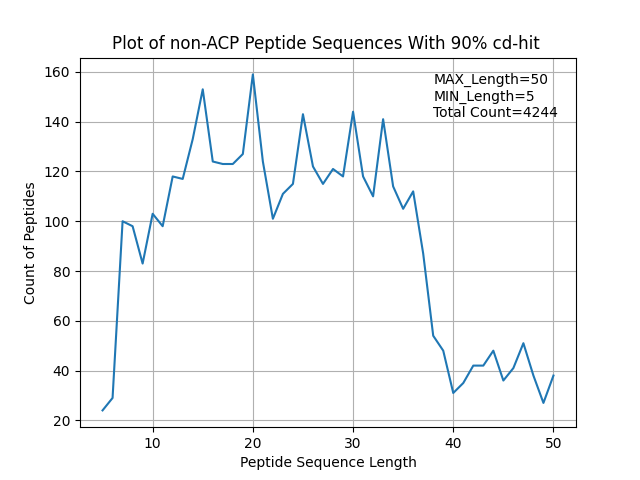 Plot of non-ACP Peptide Sequences With 90% cd-hit
MAX_Length=50
MIN_Length=5
Total Count=4244
Count of Peptides
160
140
120
100
80
60
40
20
10 20 30 40 50
Peptide Sequence Length